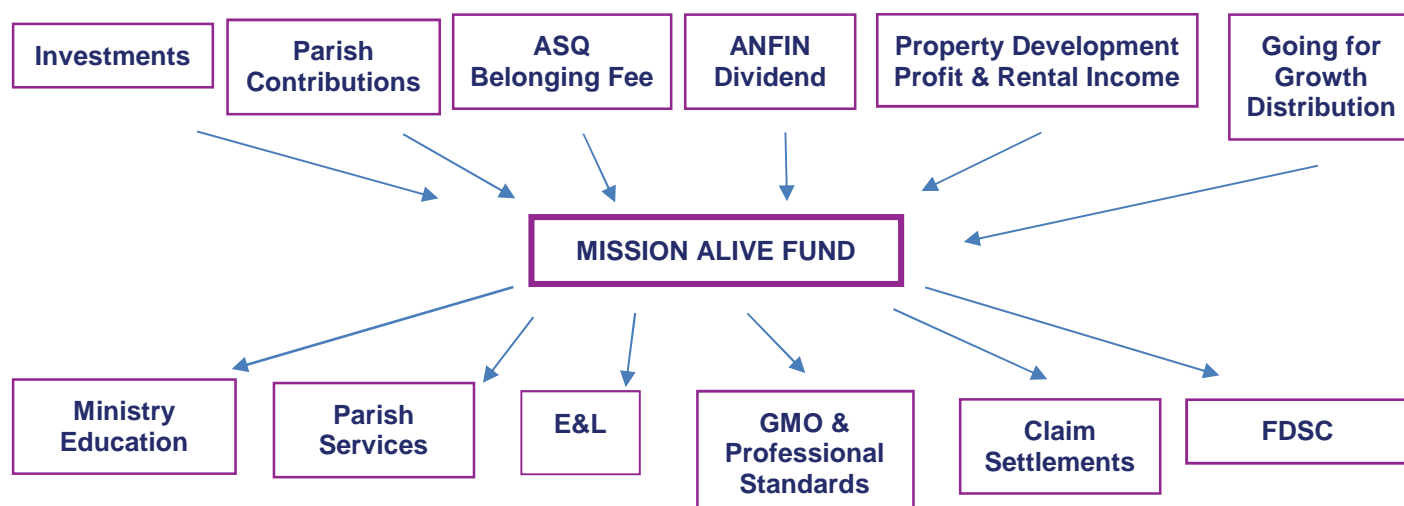 Investments
Parish
Contributions
ASQ
Belonging Fee
ANFIN
Dividend
Property Development
Profit & Rental Income
Going for
Growth
Distribution
MISSION ALIVE FUND
Ministry
Education
Parish
Services
E&L
GMO &
Professional
Standards
Claim
Settlements
FDSC